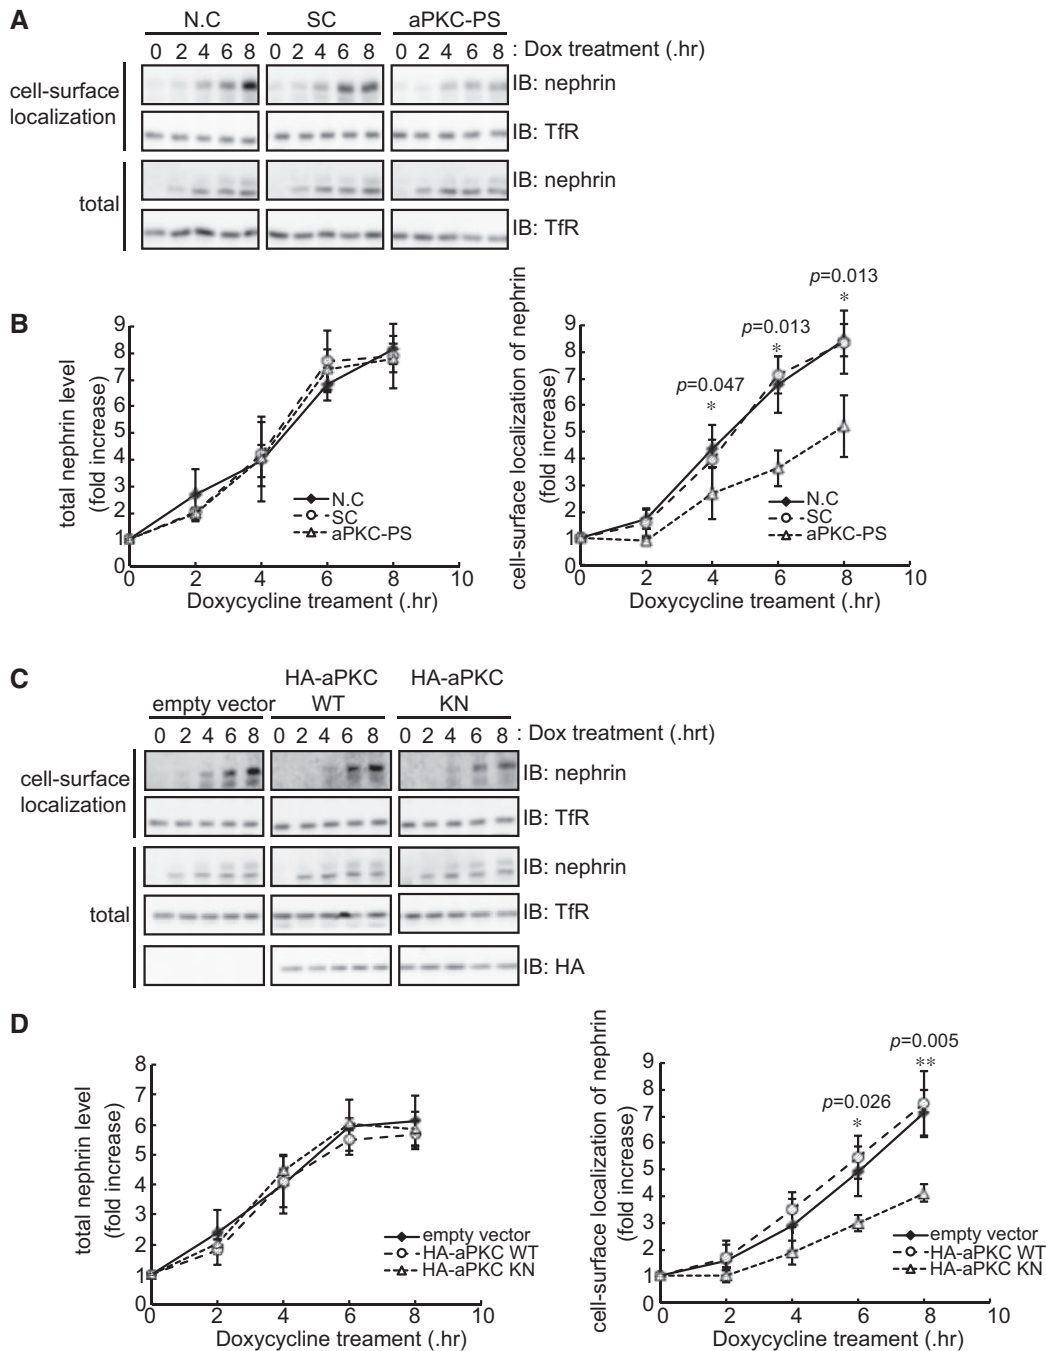 A
N.C SC aPKC-PS
0 2 4 6 8 0 2 4 6 8 0 2 4 6 8 : Dox treatment (.hr)
cell-surface
localization
IB: nephrin
IB: TfR
total
IB: nephrin
IB: TfR
B
total nephrin level
(fold increase)
9
8
7
6
5
4
3
2
1
0
0 2 4 6 8 10
Doxycycline treament (.hr)
N.C
SC
aPKC-PS
cell-surface localization of nephrin
(fold increase)
9
8
7
6
5
4
3
2
1
0
0 2 4 6 8 10
Doxycycline treament (.hr)
p=0.047
*
p=0.013
*
p=0.013
*
N.C
SC
aPKC-PS
C
empty vector
HA-aPKC
WT
HA-aPKC
KN
0 2 4 6 8 0 2 4 6 8 0 2 4 6 8 : Dox treatment (.hrt)
cell-surface
localization
IB: nephrin
IB: TfR
total
IB: nephrin
IB: TfR
IB: HA
D
total nephrin level
(fold increase)
8
7
6
5
4
3
2
1
0
0 2 4 6 8 10
Doxycycline treament (.hr)
empty vector
HA-aPKC WT
HA-aPKC KN
cell-surface localization of nephrin
(fold increase)
9
8
7
6
5
4
3
2
1
0
0 2 4 6 8 10
Doxycycline treament (.hr)
p=0.026
*
p=0.005
**
empty vector
HA-aPKC WT
HA-aPKC KN